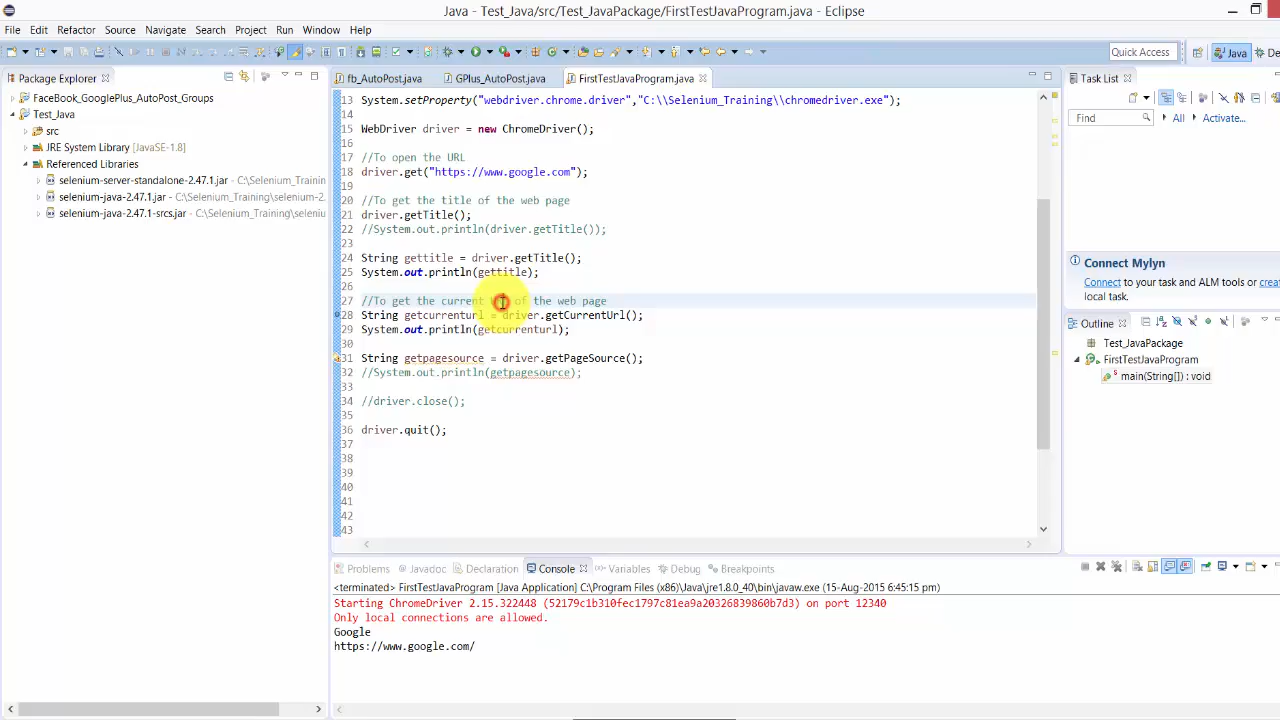 Java - Test_Java/src/Test_JavaPackage/FirstTestJavaProgram.java - Eclipse
File Edit Refactor Source Navigate Search Project Run Window Help
Quick Access Java De
Package Explorer
FaceBook_GooglePlus_AutoPost_Groups
Test_Java
src
JRE System Library [JavaSE-1.8]
Referenced Libraries
selenium-server-standalone-2.47.1.jar - C:\Selenium_Trainin
selenium-java-2.47.1.jar - C:\Selenium_Training\selenium-2.
selenium-java-2.47.1-srcs.jar - C:\Selenium_Training\seleniu
fb_AutoPost.java GPlus_AutoPost.java FirstTestJavaProgram.java
13 System.setProperty("webdriver.chrome.driver","C:\\Selenium_Training\\chromedriver.exe");
14
15 WebDriver driver = new ChromeDriver();
16
17 //To open the URL
18 driver.get("https://www.google.com");
19
20 //To get the title of the web page
21 driver.getTitle();
22 //System.out.println(driver.getTitle());
23
24 String gettitle = driver.getTitle();
25 System.out.println(gettitle);
26
27 //To get the current of the web page
28 String getcurrenturl = driver.getCurrentUrl();
29 System.out.println(getcurrenturl);
30
31 String getpagesource = driver.getPageSource();
32 //System.out.println(getpagesource);
33
34 //driver.close();
35
36 driver.quit();
37
38
39
40
41
42
43
Task List
Find All Activate...
Connect Mylyn
Connect to your task and ALM tools or create a
local task.
Outline
Test_JavaPackage
FirstTestJavaProgram
main(String[]) : void
Problems Javadoc Declaration Console Variables Debug Breakpoints
<terminated> FirstTestJavaProgram [Java Application] C:\Program Files (x86)\Java\jre1.8.0_40\bin\javaw.exe (15-Aug-2015 6:45:15 pm)
Starting ChromeDriver 2.15.322448 (52179c1b310fec1797c81ea9a20326839860b7d3) on port 12340
Only local connections are allowed.
Google
https://www.google.com/